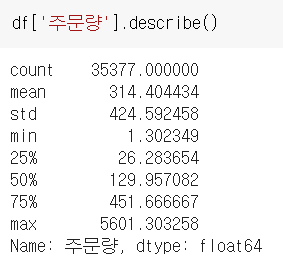 df['주문량'].describe()
count    35377.000000
mean       314.404434
std        424.592458
min          1.302349
25%         26.283654
50%        129.957082
75%        451.666667
max       5601.303258
Name: 주문량, dtype: float64